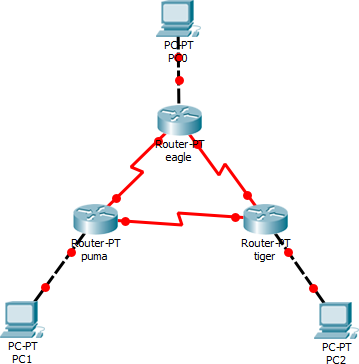 PC-PT
PC0
Router-PT
eagle
Router-PT
puma
Router-PT
tiger
PC-PT
PC1
PC-PT
PC2